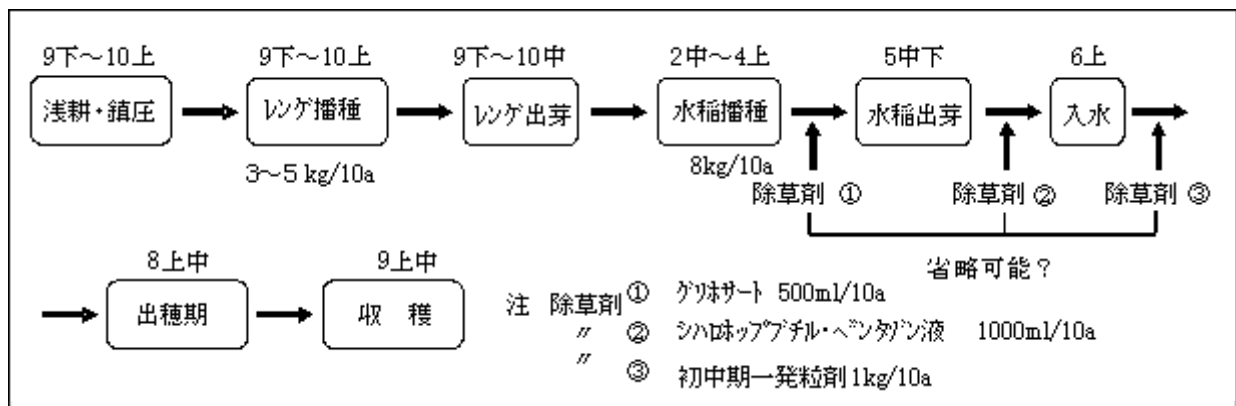 9下～10上 9下～10上 9下～10中 2中～4上 5中下 6上
浅耕・鎮圧 ﾚﾝｹﾞ播種 ﾚﾝｹﾞ出芽 水稲播種 水稲出芽 入水
3～5kg/10a 8kg/10a
除草剤 ① 除草剤 ② 除草剤 ③
省略可能？
8上中 9上中
出穂期 収 穫
注 除草剤① ｸﾞﾘﾎｻｰﾄ 500ml/10a
〃 ② ｼﾊﾛﾎｯﾌﾟﾌﾞﾁﾙ・ﾍﾞﾝﾀｿﾞﾝ液 1000ml/10a
〃 ③ 初中期一発粒剤1kg/10a